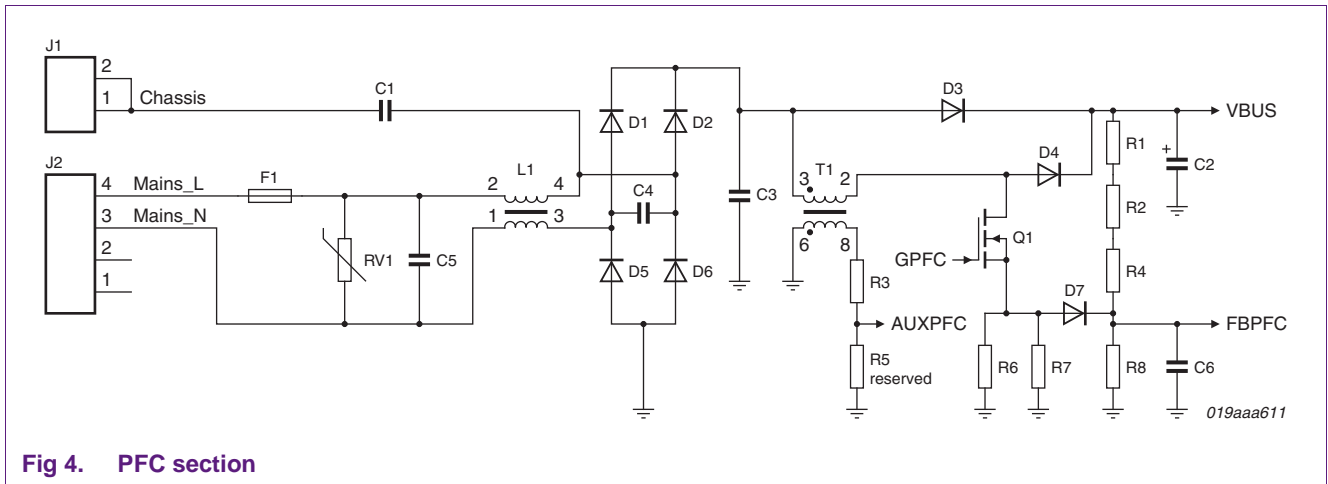 J1
2
1
Chassis
C1
J2
4
Mains_L
F1
3
Mains_N
2
1
RV1
C5
2
L1
4
1
3
D1
D2
C4
D5
D6
C3
D3
T1
3
2
6
8
R3
AUXPFC
R5
reserved
D4
GPFC
Q1
D7
R6
R7
VBUS
R1
+
C2
R2
R4
FBPFC
R8
C6
019aaa611
Fig 4. PFC section